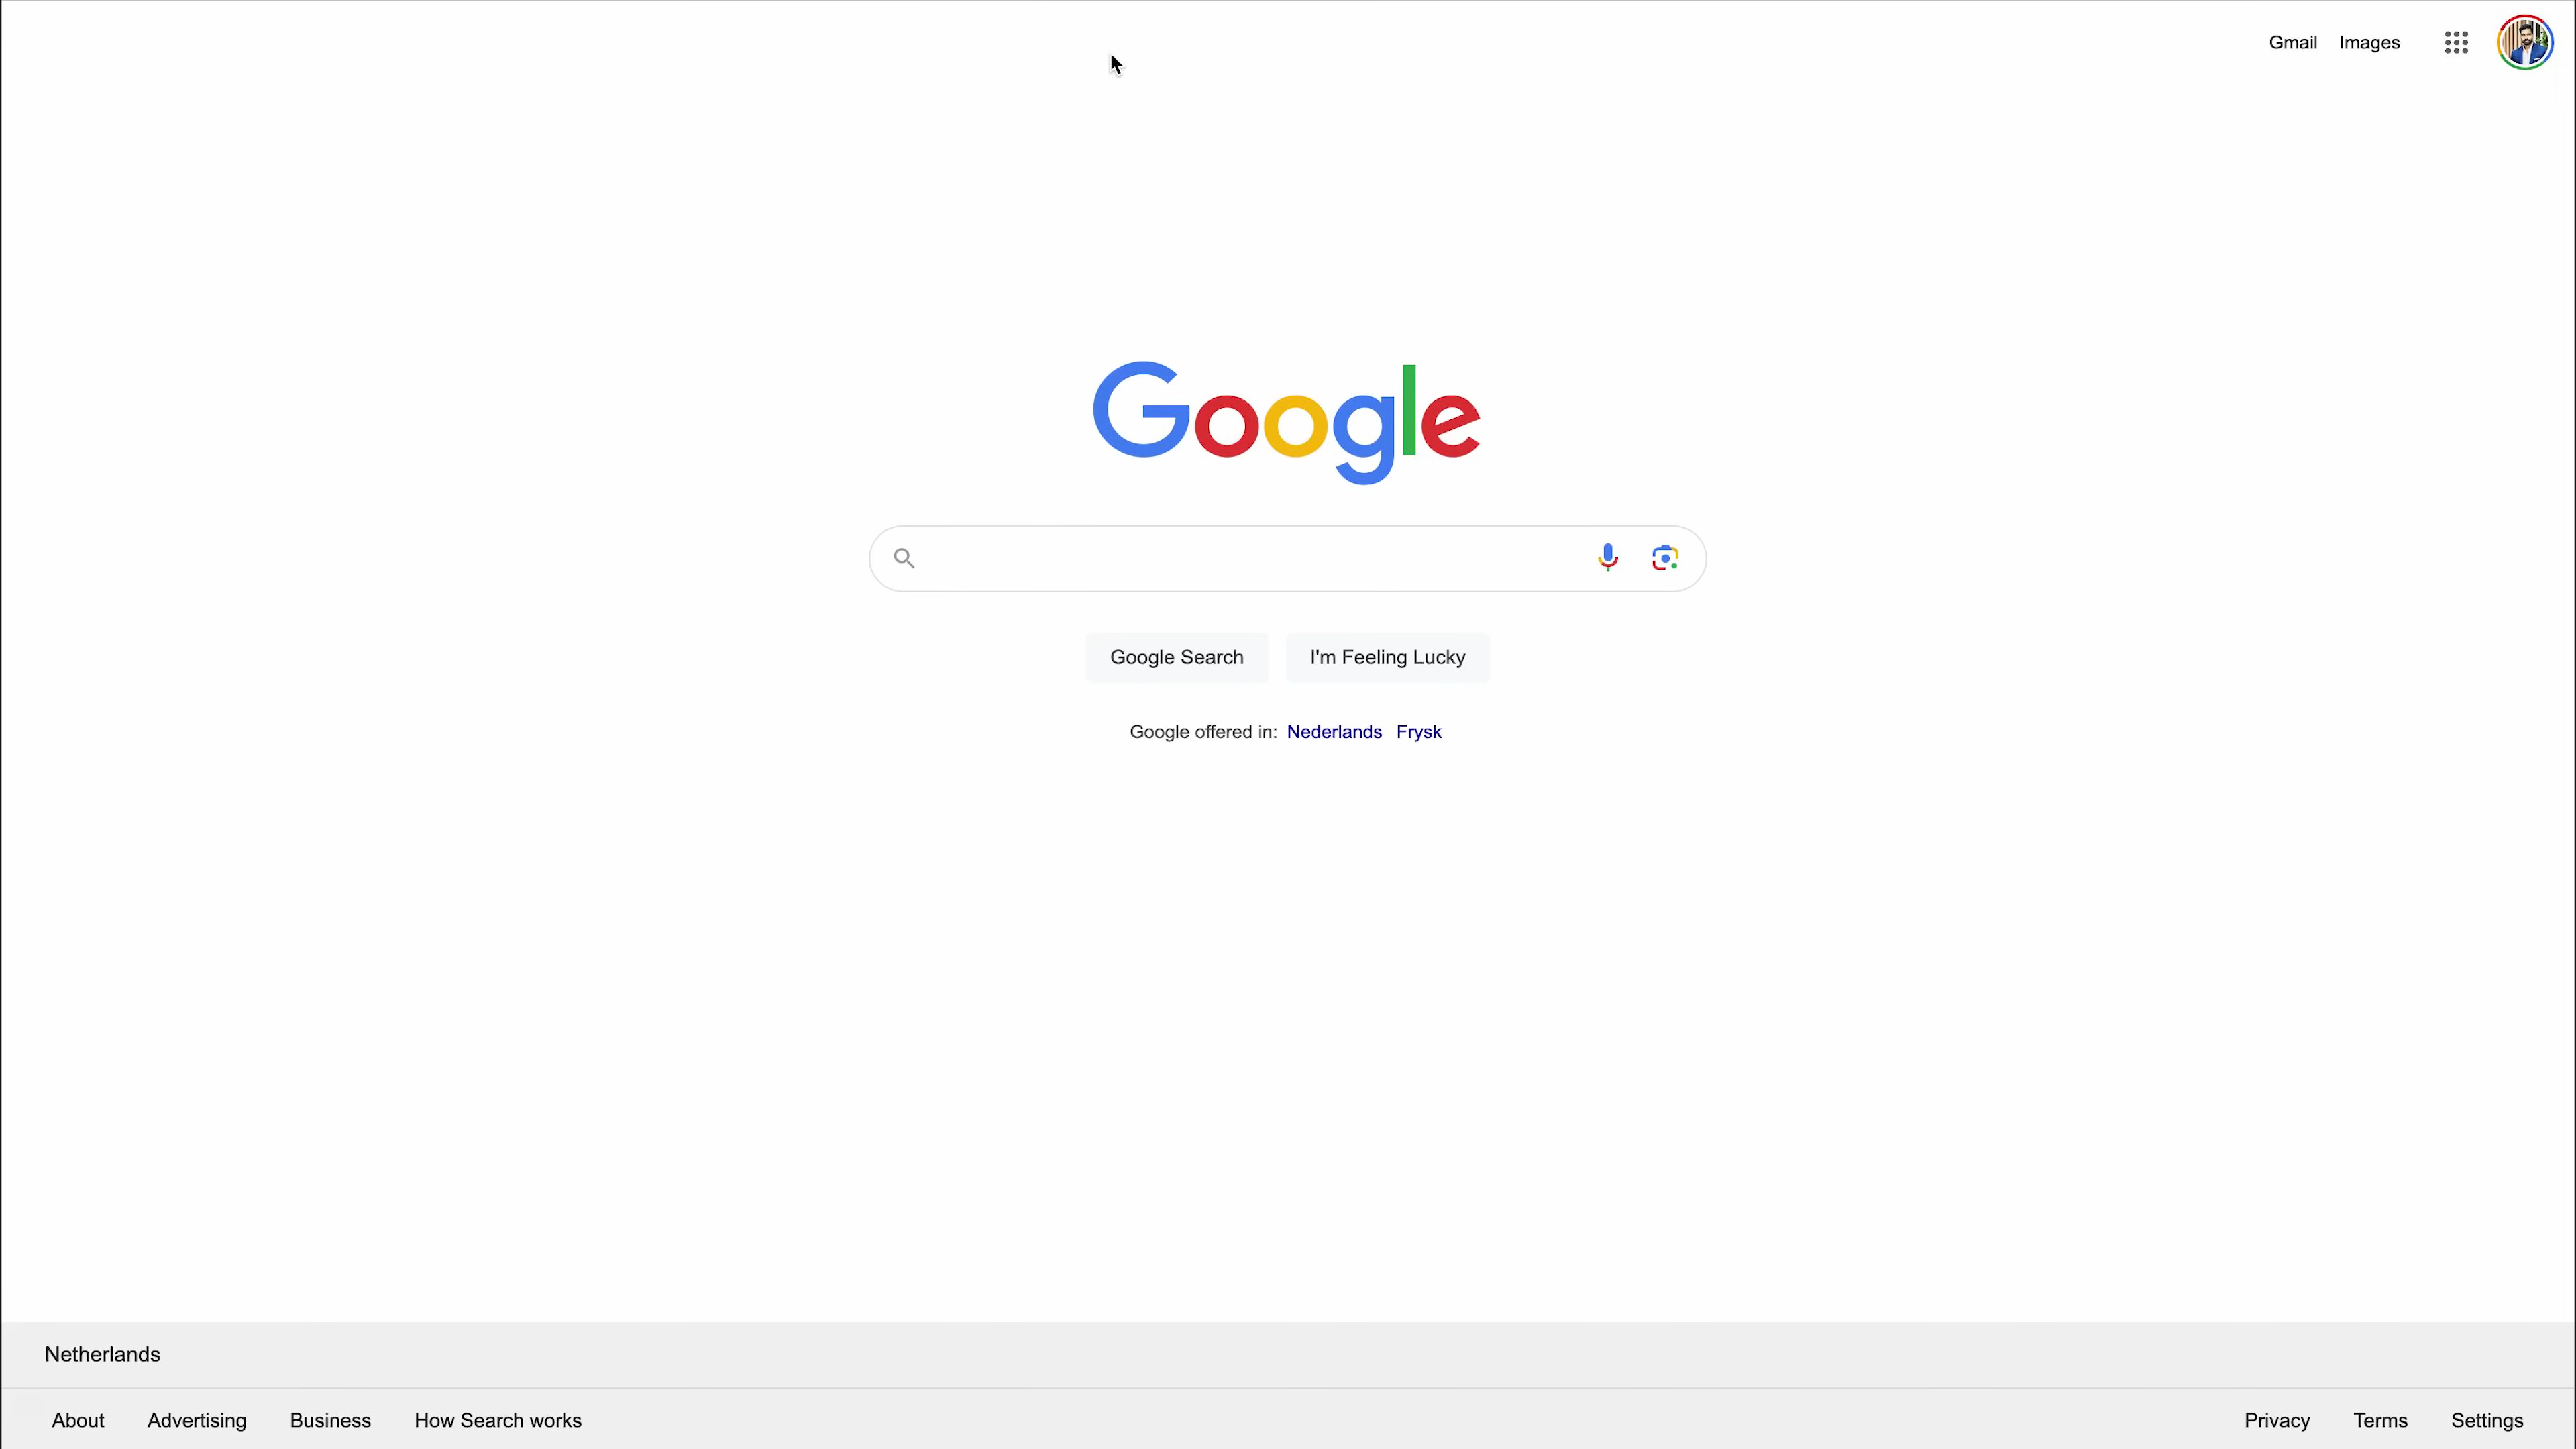 Gmail Images
Google
Google Search I'm Feeling Lucky
Google offered in: Nederlands Frysk
Netherlands
About Advertising Business How Search works Privacy Terms Settings